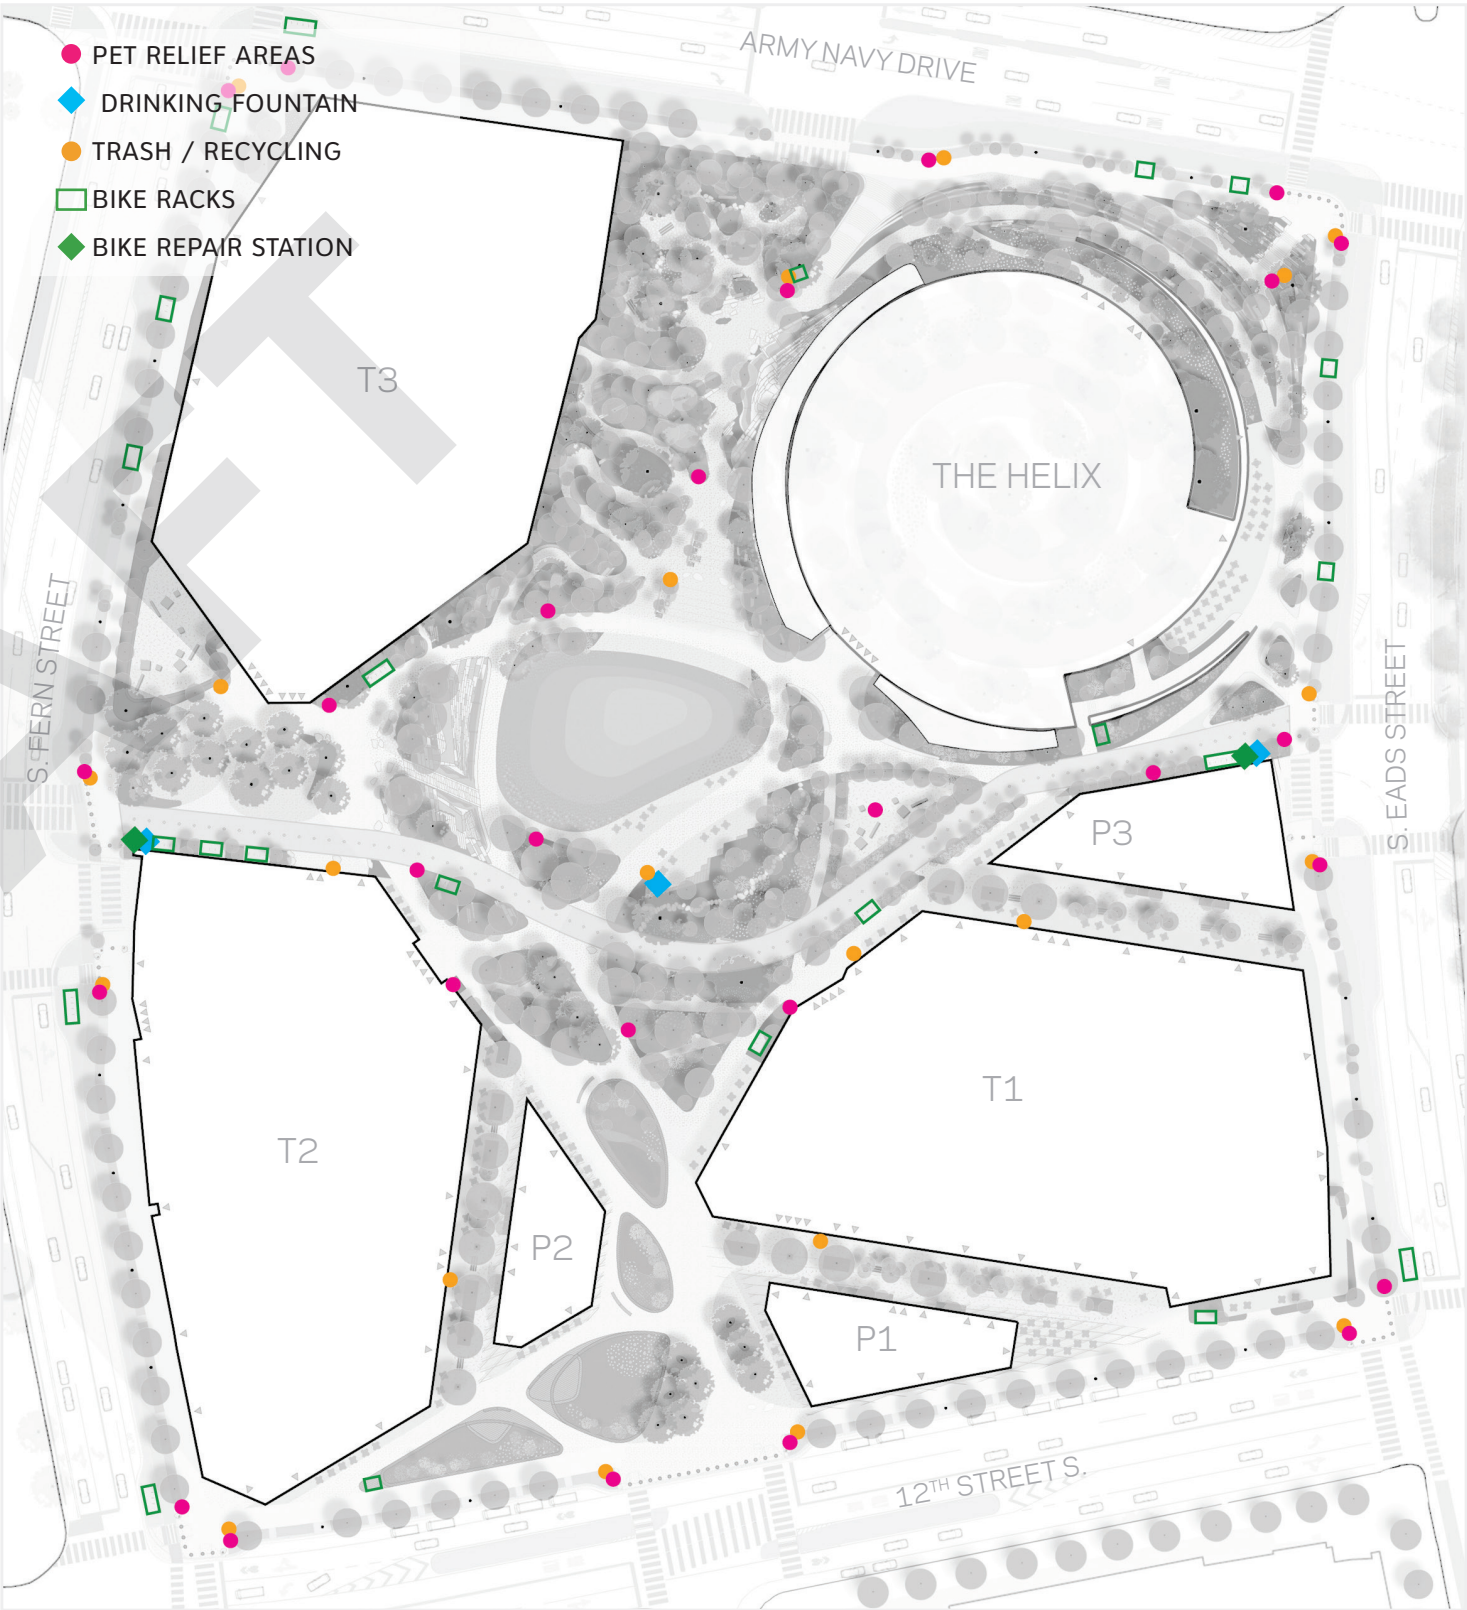 PET RELIEF AREAS
DRINKING FOUNTAIN
TRASH / RECYCLING
BIKE RACKS
BIKE REPAIR STATION
ARMY NAVY DRIVE
T3
THE HELIX
S. FERN STREET
S. EADS STREET
P3
T1
T2
P2
P1
12TH STREET S.